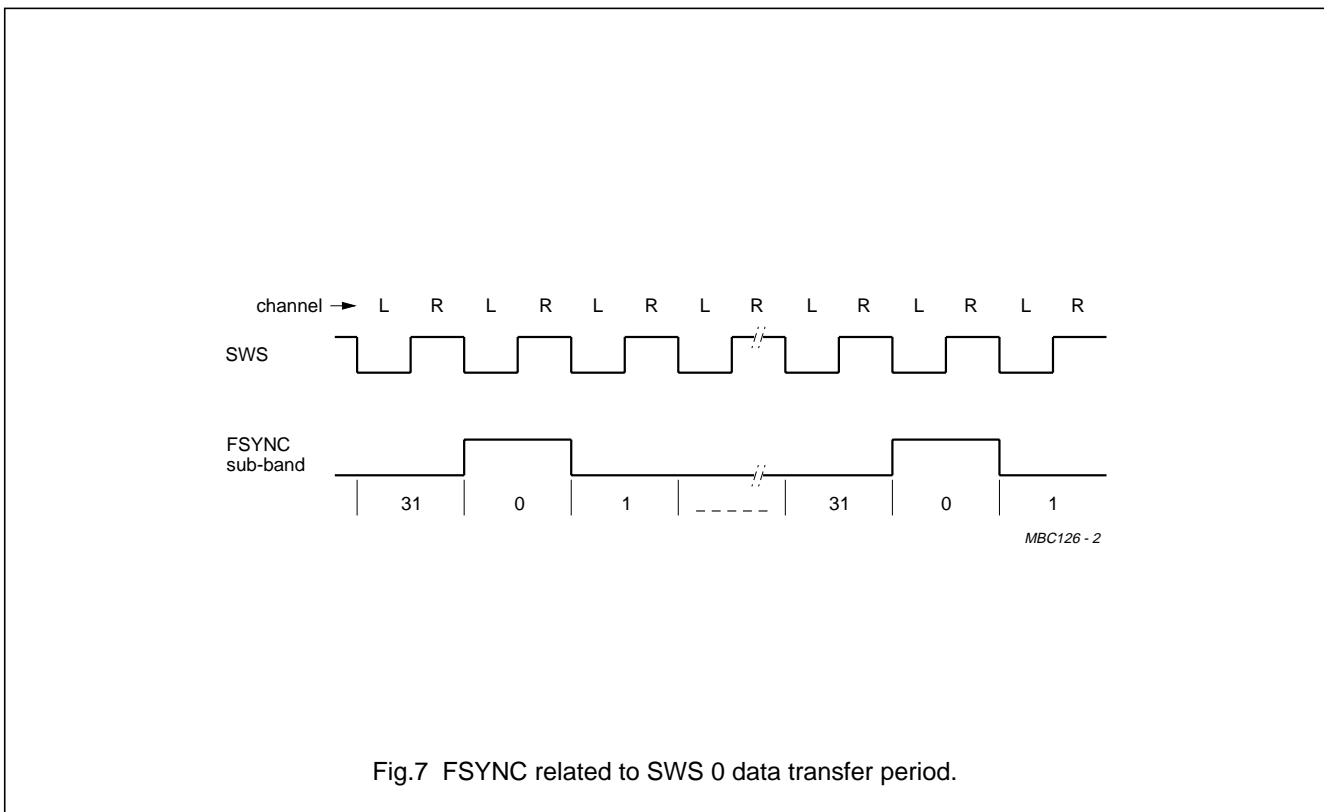 channel → L R L R L R L R L R L R L R
SWS
FSYNC
sub-band
31 0 1 _ _ _ _ _ 31 0 1
MBC126 - 2
Fig.7 FSYNC related to SWS 0 data transfer period.